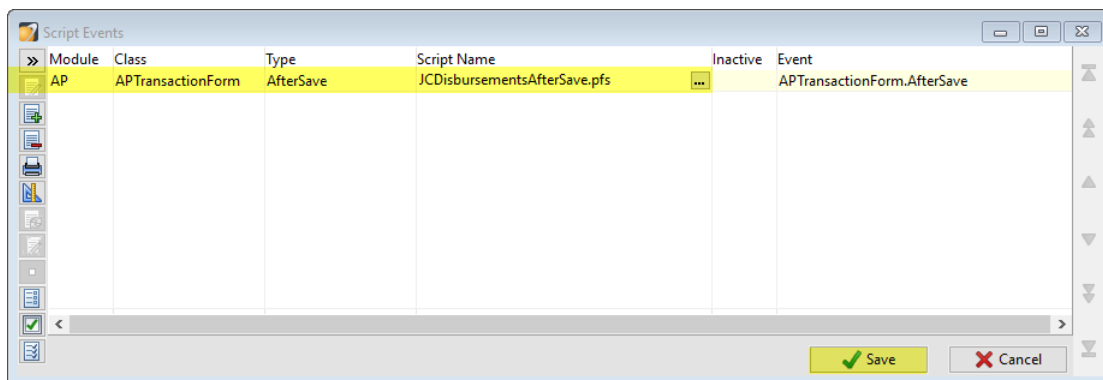 Script Events
Module Class Type Script Name Inactive Event
AP APTransactionForm AfterSave JCDisbursementsAfterSave.pfs ... APTransactionForm.AfterSave
Save Cancel